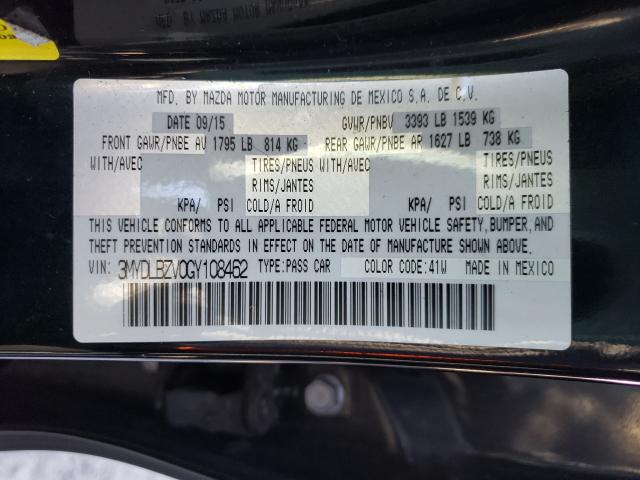 MFD. BY MAZDA MOTOR MANUFACTURING DE MEXICO S.A. DE C.V.
DATE 09/15 GVWR/PNBV 3393 LB 1539 KG
FRONT GAWR/PNBE AV 1795 LB 814 KG REAR GAWR/PNBE AR 1627 LB 738 KG
WITH/AVEC TIRES/PNEUS WITH/AVEC TIRES/PNEUS
RIMS/JANTES RIMS/JANTES
KPA/ PSI COLD/A FROID KPA/ PSI COLD/A FROID
THIS VEHICLE CONFORMS TO ALL APPLICABLE FEDERAL MOTOR VEHICLE SAFETY, BUMPER, AND
THEFT PREVENTION STANDARDS IN EFFECT ON THE DATE OF MANUFACTURE SHOWN ABOVE.
VIN: 3MYDLBZV0GY108462 TYPE:PASS CAR COLOR CODE:41W MADE IN MEXICO